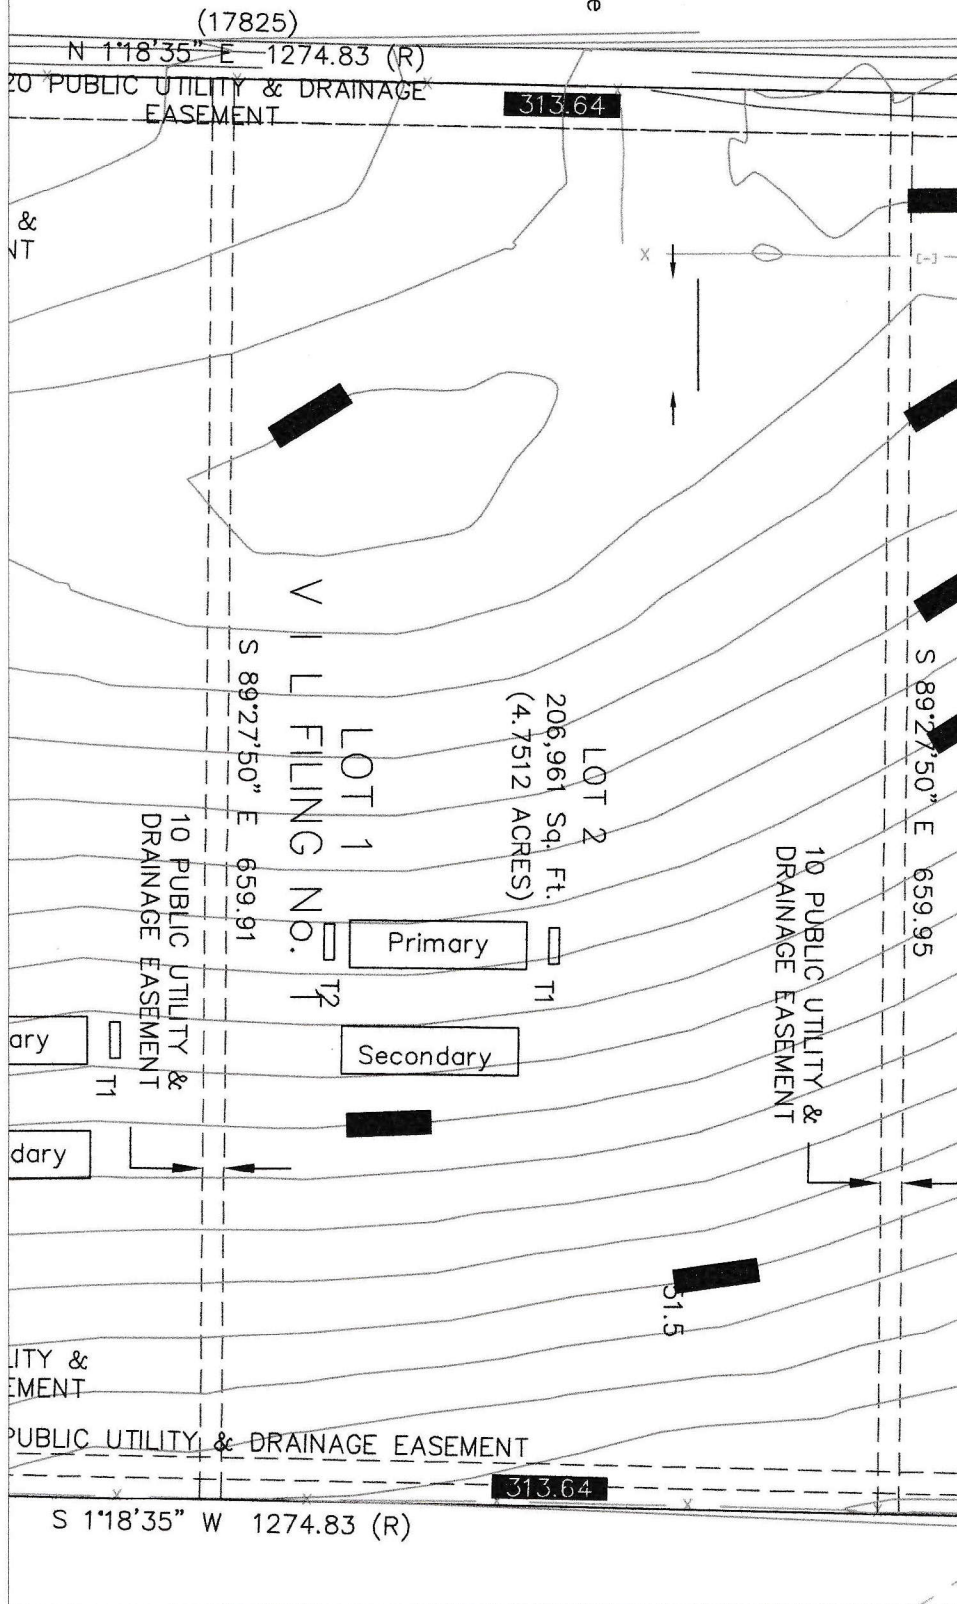 e
(17825)
N 1°18'35" E 1274.83 (R)
20 PUBLIC UTILITY & DRAINAGE
EASEMENT
313.64
&
NT
X
[-]
V I L FILING No. 1
LOT 1
S 89°27'50" E 659.91
10 PUBLIC UTILITY &
DRAINAGE EASEMENT
LOT 2
206,961 Sq. Ft.
(4.7512 ACRES)
S 89°27'50" E 659.95
10 PUBLIC UTILITY &
DRAINAGE EASEMENT
Primary
T2
T1
Secondary
ary
T1
dary
51.5
LITY &
EMENT
PUBLIC UTILITY & DRAINAGE EASEMENT
313.64
S 1°18'35" W 1274.83 (R)